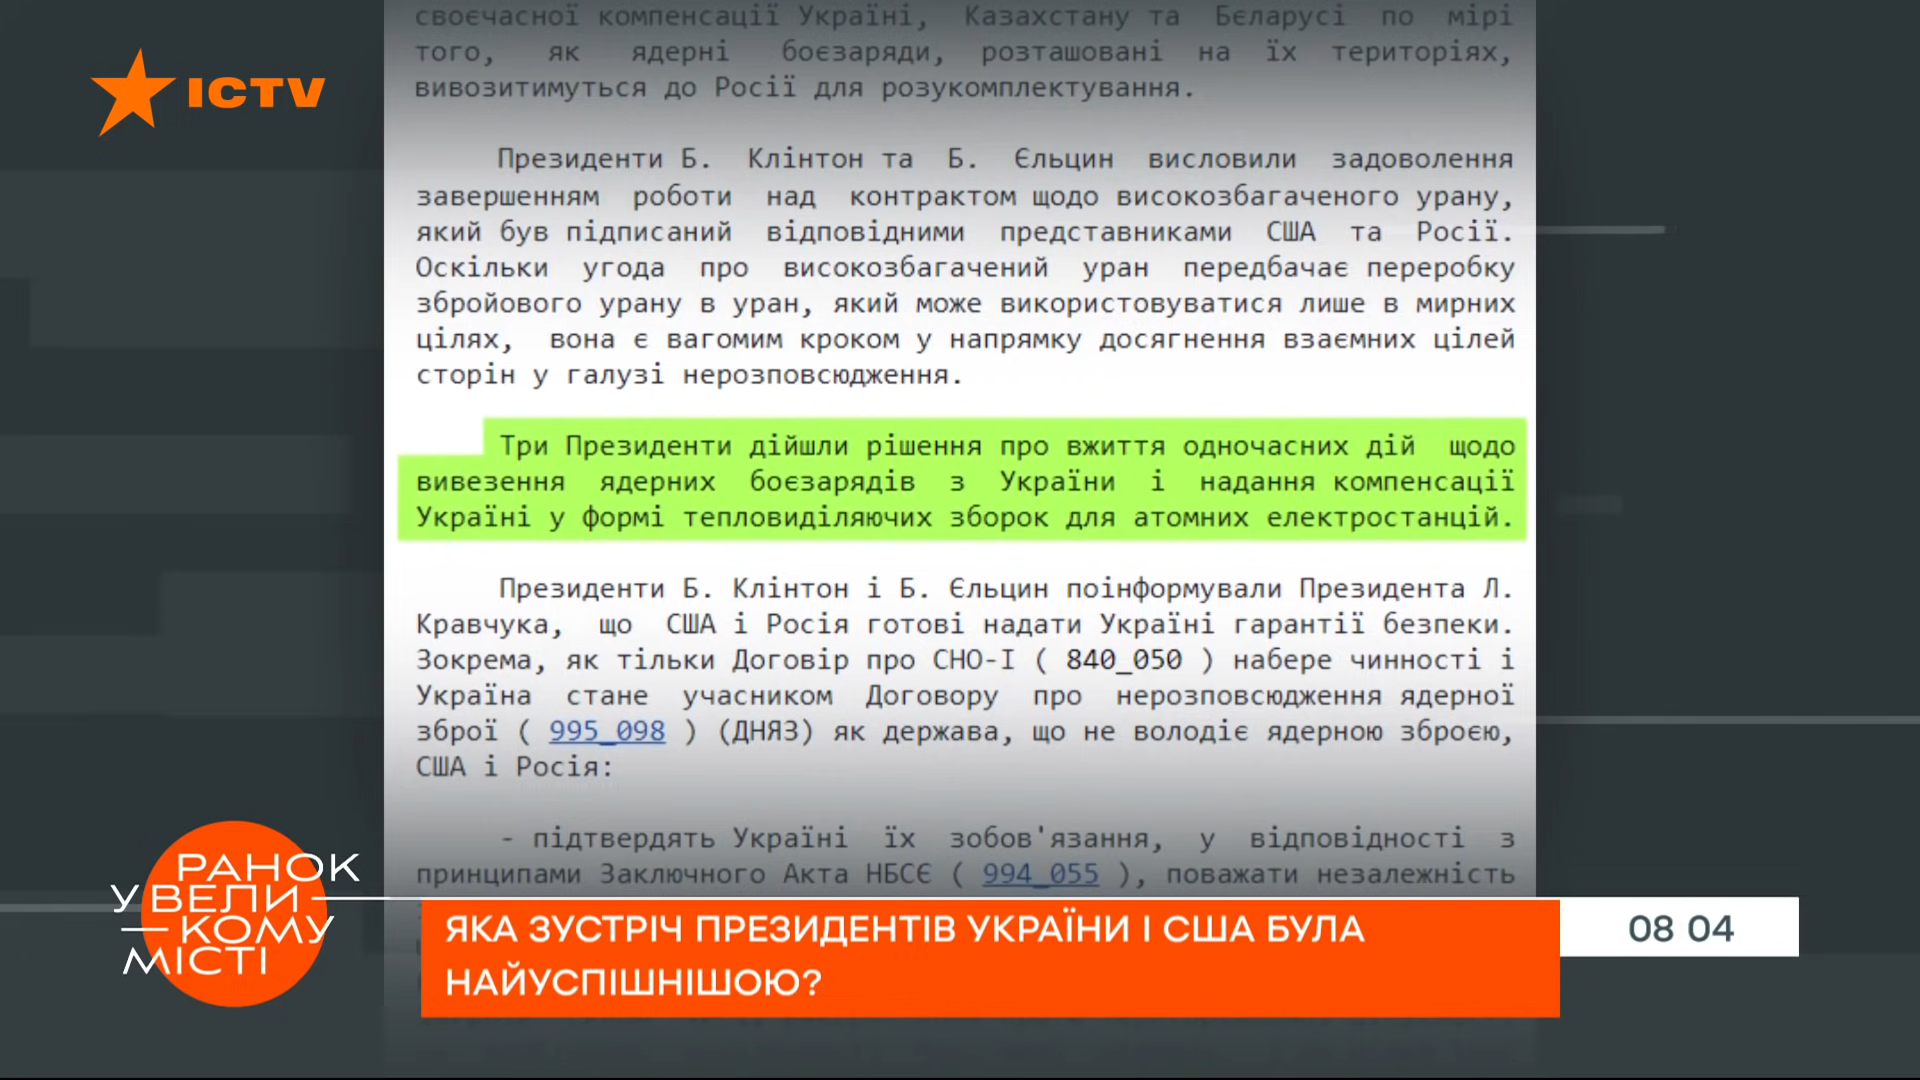 своєчасної компенсації Україні, Казахстану та Бєларусі по мірі
того, як ядерні боєзаряди, розташовані на їх територіях,
вивозитимуться до Росії для розукомплектування.
ICTV
Президенти Б. Клінтон та Б. Єльцин висловили задоволення
завершенням роботи над контрактом щодо високозбагаченого урану,
який був підписаний відповідними представниками США та Росії.
Оскільки угода про високозбагачений уран передбачає переробку
збройового урану в уран, який може використовуватися лише в мирних
цілях, вона є вагомим кроком у напрямку досягнення взаємних цілей
сторін у галузі нерозповсюдження.
Три Президенти дійшли рішення про вжиття одночасних дій щодо
вивезення ядерних боєзарядів з України і надання компенсації
Україні у формі тепловиділяючих зборок для атомних електростанцій.
Президенти Б. Клінтон і Б. Єльцин поінформували Президента Л.
Кравчука, що США і Росія готові надати Україні гарантії безпеки.
Зокрема, як тільки Договір про СНО-I ( 840_050 ) набере чинності і
Україна стане учасником Договору про нерозповсюдження ядерної
зброї ( 995_098 ) (ДНЯЗ) як держава, що не володіє ядерною зброєю,
США і Росія:
- підтвердять Україні їх зобов'язання, у відповідності з
принципами Заключного Акта НБСЄ ( 994_055 ), поважати незалежність
РАНОК
У ВЕЛИ
КОМУ
МІСТІ
ЯКА ЗУСТРІЧ ПРЕЗИДЕНТІВ УКРАЇНИ І США БУЛА
НАЙУСПІШНІШОЮ?
08 04